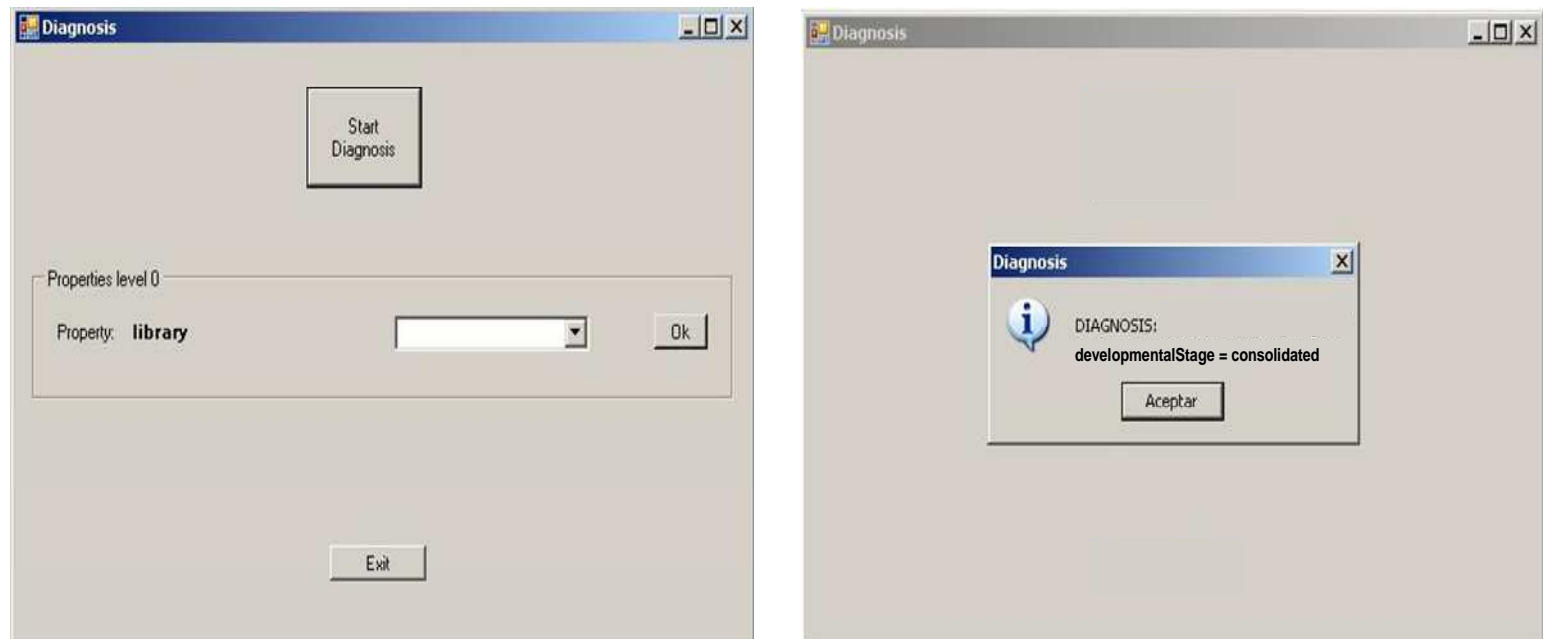 Diagnosis
Start
Diagnosis
Properties level 0
Property: library
Ok
Exit
Diagnosis
Diagnosis
DIAGNOSIS:
developmentalStage = consolidated
Aceptar